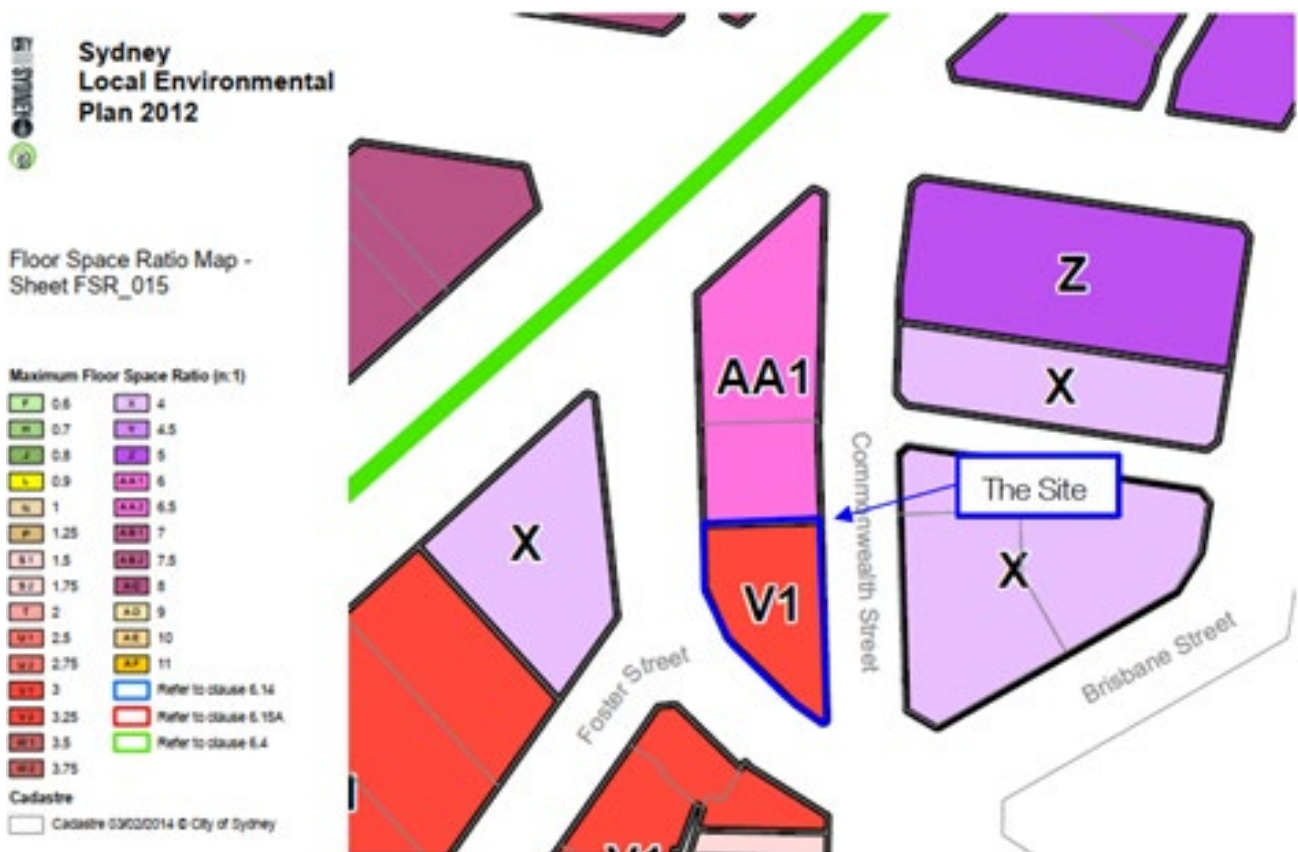 CITY OF SYDNEY
Sydney
Local Environmental
Plan 2012
Floor Space Ratio Map -
Sheet FSR_015
Maximum Floor Space Ratio (n:1)
F 0.6
H 0.7
J 0.8
L 0.9
N 1
P 1.25
S1 1.5
S2 1.75
T 2
U1 2.5
U2 2.75
V1 3
V2 3.25
W1 3.5
W2 3.75
X 4
Y 4.5
Z 5
AA1 6
AA2 6.5
AB1 7
AB2 7.5
AC 8
AD 9
AE 10
AF 11
Refer to clause 6.14
Refer to clause 6.15A
Refer to clause 6.4
Cadastre
Cadastre 03/02/2014 © City of Sydney
Z
AA1
X
Commonwealth Street
The Site
X
X
V1
Foster Street
Brisbane Street
V1